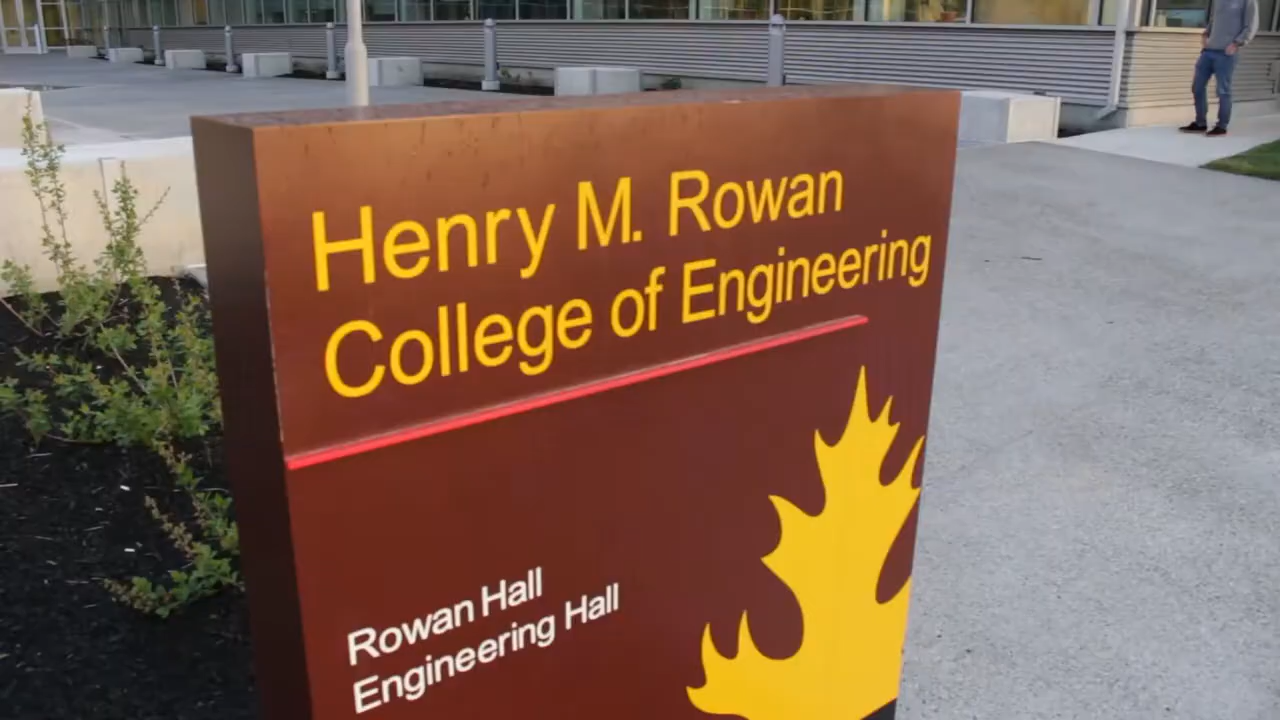 Henry M. Rowan
College of Engineering
Rowan Hall
Engineering Hall